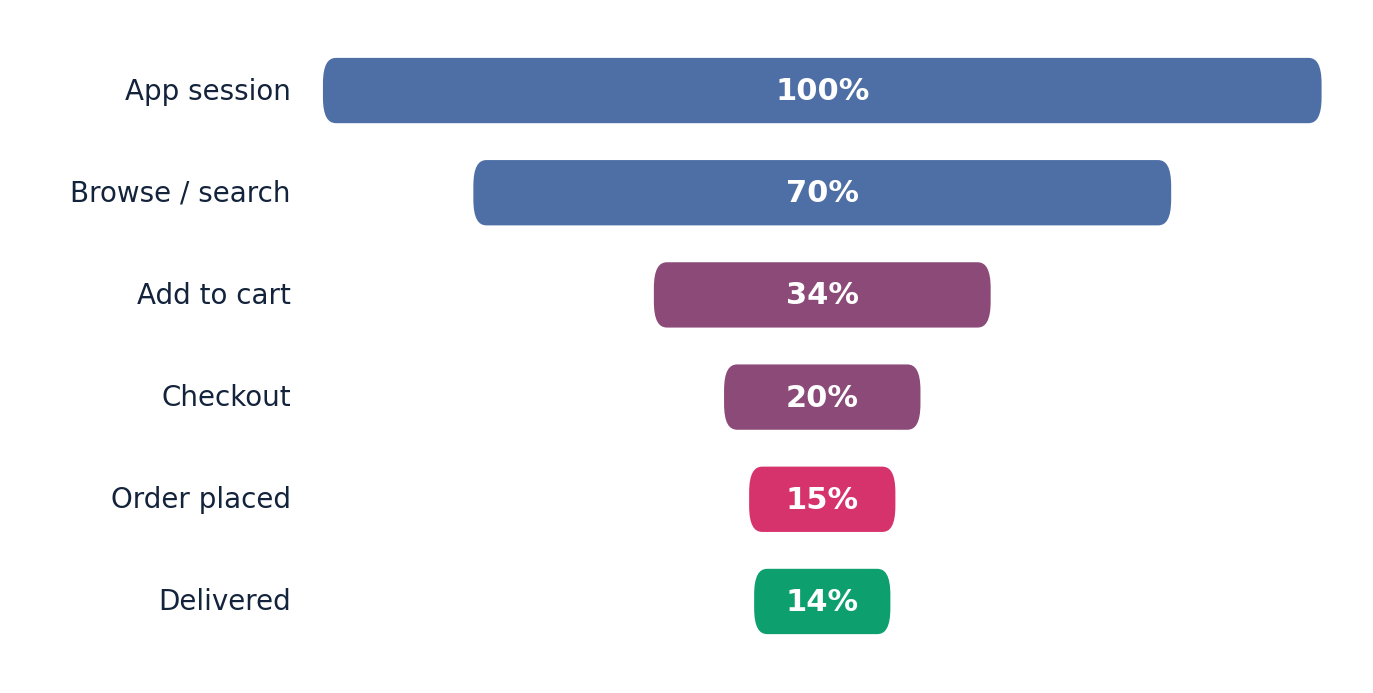 App session 100%
Browse / search 70%
Add to cart 34%
Checkout 20%
Order placed 15%
Delivered 14%